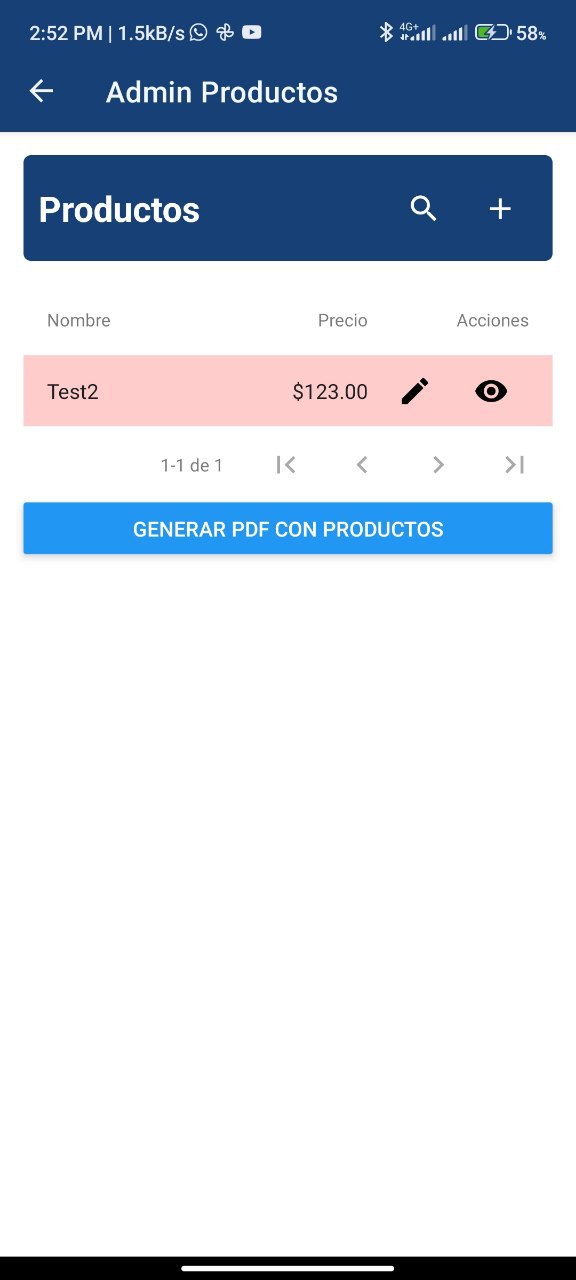 2:52 PM | 1.5kB/s 4G+ 58%
Admin Productos
Productos
Nombre Precio Acciones
Test2 $123.00
1-1 de 1
GENERAR PDF CON PRODUCTOS